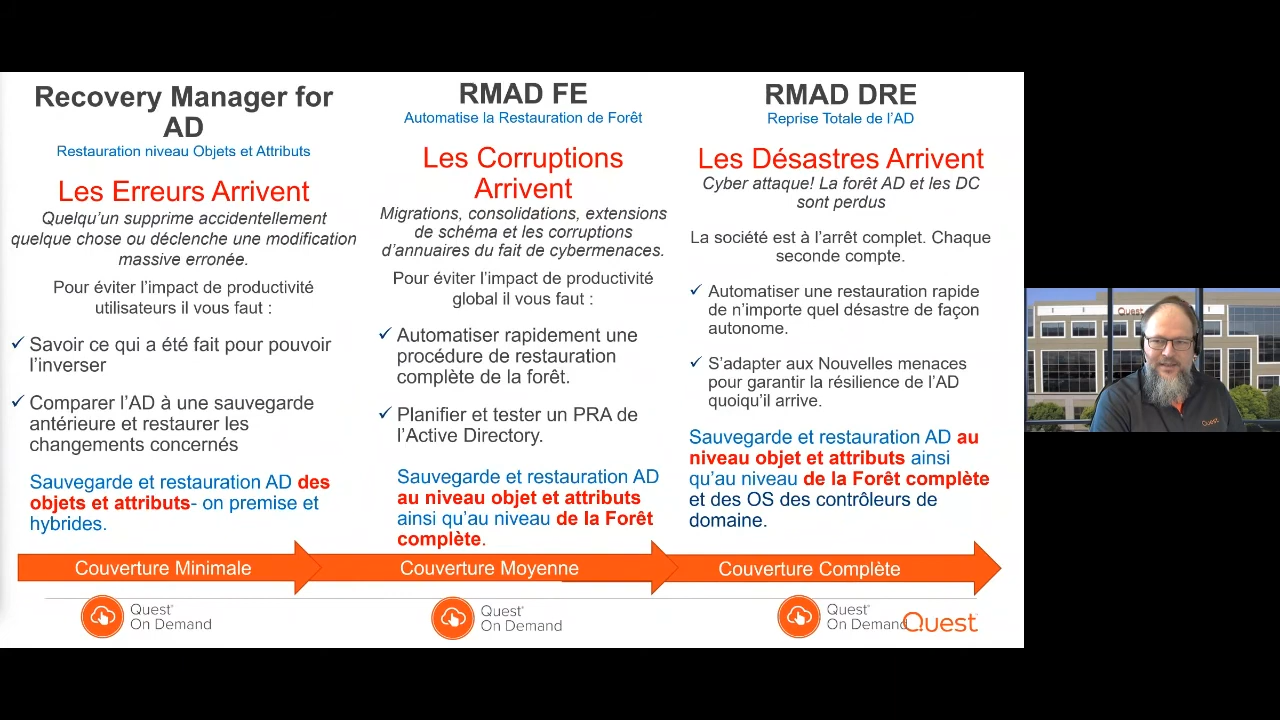 Recovery Manager for
AD
Restauration niveau Objets et Attributs
Les Erreurs Arrivent
Quelqu'un supprime accidentellement
quelque chose ou déclenche une modification
massive erronée.
Pour éviter l'impact de productivité
utilisateurs il vous faut :
✓ Savoir ce qui a été fait pour pouvoir
l'inverser
✓ Comparer l'AD à une sauvegarde
antérieure et restaurer les
changements concernés
Sauvegarde et restauration AD des
objets et attributs- on premise et
hybrides.
Couverture Minimale
Quest
On Demand
RMAD FE
Automatise la Restauration de Forêt
Les Corruptions
Arrivent
Migrations, consolidations, extensions
de schéma et les corruptions
d'annuaires du fait de cybermenaces.
Pour éviter l'impact de productivité
global il vous faut :
✓ Automatiser rapidement une
procédure de restauration
complète de la forêt.
✓ Planifier et tester un PRA de
l'Active Directory.
Sauvegarde et restauration AD
au niveau objet et attributs
ainsi qu'au niveau de la Forêt
complète.
Couverture Moyenne
Quest
On Demand
RMAD DRE
Reprise Totale de l'AD
Les Désastres Arrivent
Cyber attaque! La forêt AD et les DC
sont perdus
La société est à l'arrêt complet. Chaque
seconde compte.
✓ Automatiser une restauration rapide
de n'importe quel désastre de façon
autonome.
✓ S'adapter aux Nouvelles menaces
pour garantir la résilience de l'AD
quoiqu'il arrive.
Sauvegarde et restauration AD au
niveau objet et attributs ainsi
qu'au niveau de la Forêt complète
et des OS des contrôleurs de
domaine.
Couverture Complète
Quest
On Demand
Quest
Quest
Quest